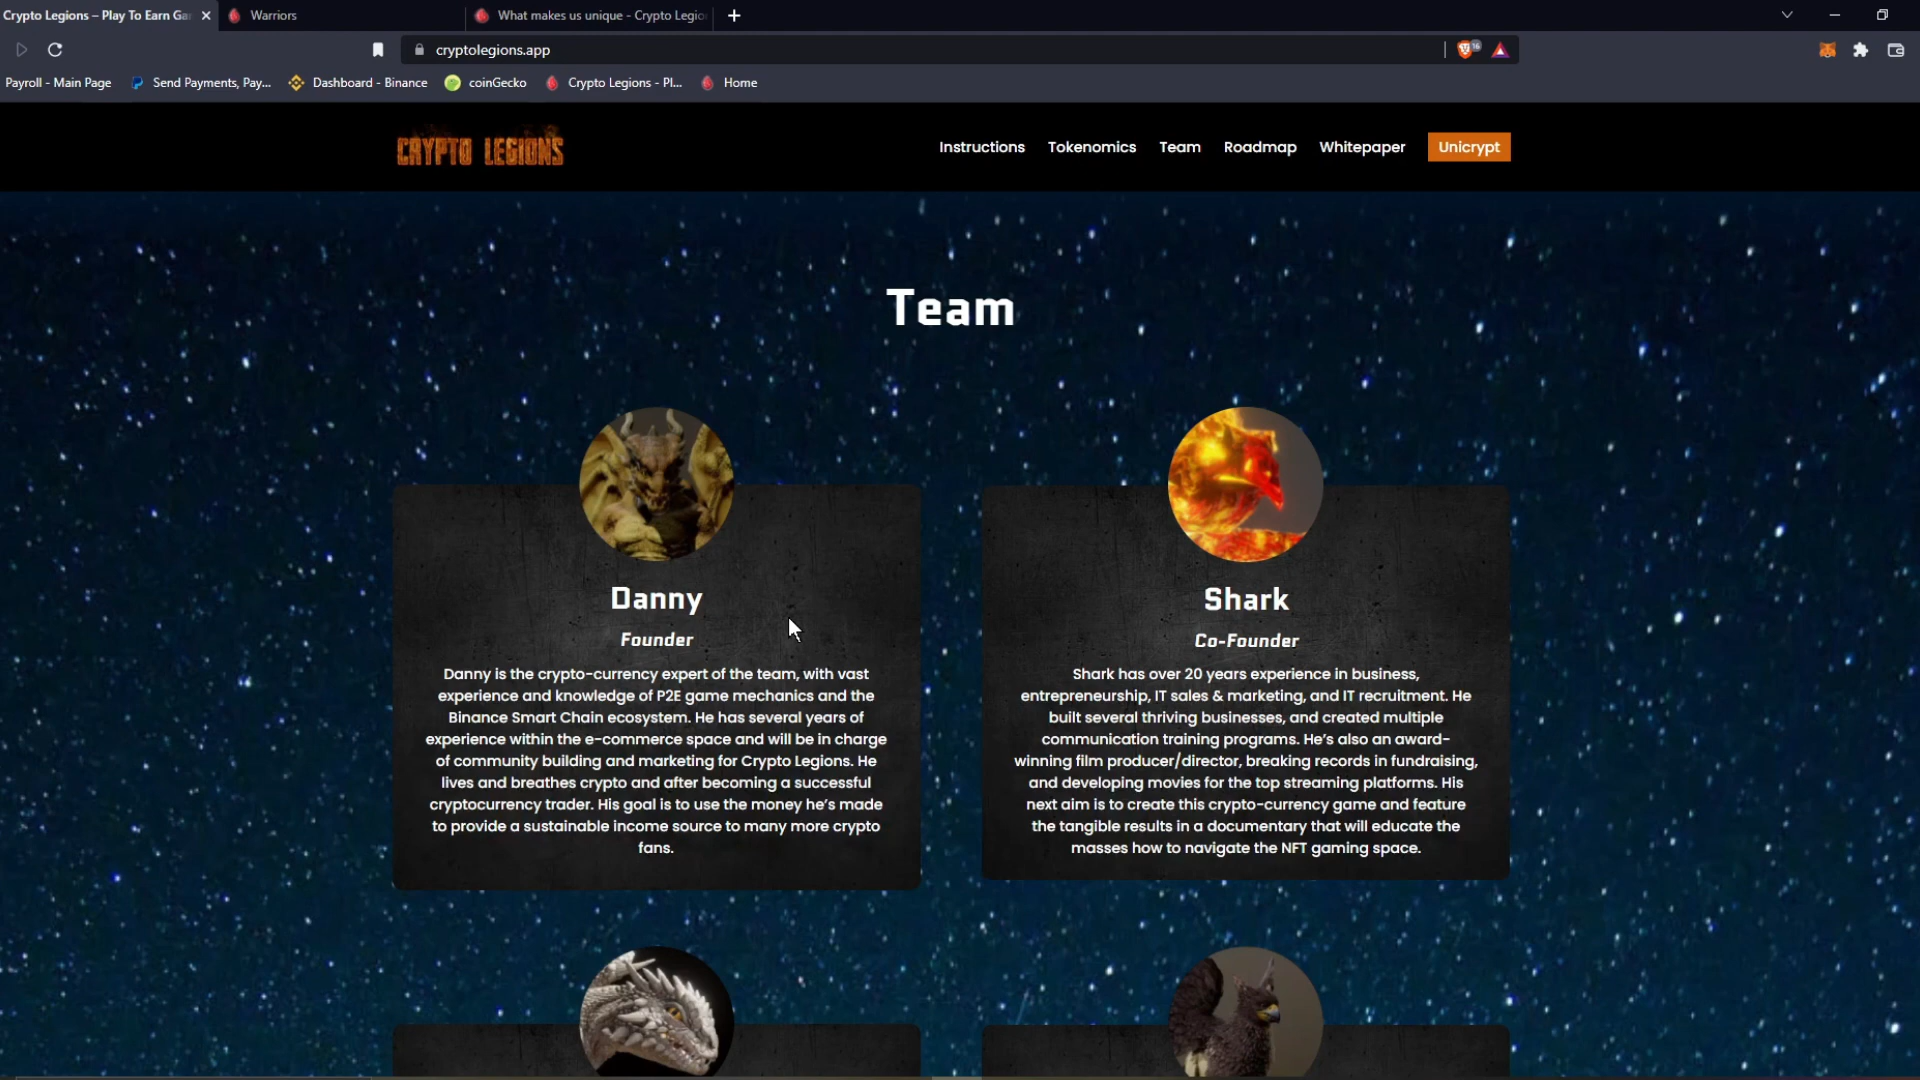 Crypto Legions – Play To Earn Ga
Warriors
What makes us unique - Crypto Legio
cryptolegions.app
16
Payroll - Main Page
Send Payments, Pay...
Dashboard - Binance
coinGecko
Crypto Legions - Pl...
Home
CRYPTO LEGIONS
Instructions
Tokenomics
Team
Roadmap
Whitepaper
Unicrypt
Team
Danny
Founder
Danny is the crypto-currency expert of the team, with vast
experience and knowledge of P2E game mechanics and the
Binance Smart Chain ecosystem. He has several years of
experience within the e-commerce space and will be in charge
of community building and marketing for Crypto Legions. He
lives and breathes crypto and after becoming a successful
cryptocurrency trader. His goal is to use the money he's made
to provide a sustainable income source to many more crypto
fans.
Shark
Co-Founder
Shark has over 20 years experience in business,
entrepreneurship, IT sales & marketing, and IT recruitment. He
built several thriving businesses, and created multiple
communication training programs. He's also an award-
winning film producer/director, breaking records in fundraising,
and developing movies for the top streaming platforms. His
next aim is to create this crypto-currency game and feature
the tangible results in a documentary that will educate the
masses how to navigate the NFT gaming space.